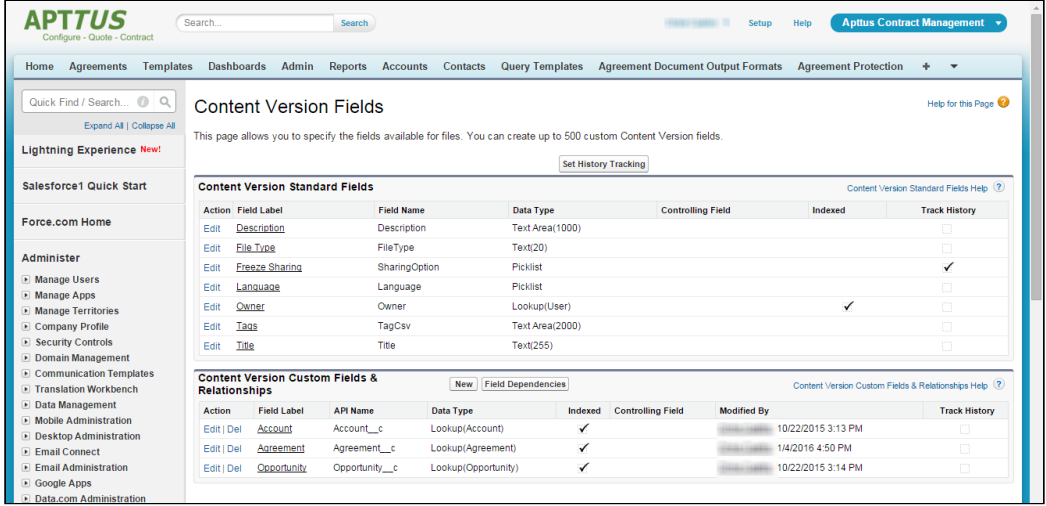 APTTUS
Configure - Quote - Contract
Search...
Search
Setup
Help
Apttus Contract Management
Home Agreements Templates Dashboards Admin Reports Accounts Contacts Query Templates Agreement Document Output Formats Agreement Protection +
Quick Find / Search...
Expand All | Collapse All
Lightning Experience New!
Salesforce1 Quick Start
Force.com Home
Administer
Manage Users
Manage Apps
Manage Territories
Company Profile
Security Controls
Domain Management
Communication Templates
Translation Workbench
Data Management
Mobile Administration
Desktop Administration
Email Connect
Email Administration
Google Apps
Data.com Administration
Content Version Fields
Help for this Page
This page allows you to specify the fields available for files. You can create up to 500 custom Content Version fields.
Set History Tracking
Content Version Standard Fields
Content Version Standard Fields Help ?
Action Field Label Field Name Data Type Controlling Field Indexed Track History
Edit Description Description Text Area(1000)
Edit File Type FileType Text(20)
Edit Freeze Sharing SharingOption Picklist
Edit Language Language Picklist
Edit Owner Owner Lookup(User)
Edit Tags TagCsv Text Area(2000)
Edit Title Title Text(255)
Content Version Custom Fields &
Relationships
New
Field Dependencies
Content Version Custom Fields & Relationships Help ?
Action Field Label API Name Data Type Indexed Controlling Field Modified By Track History
Edit | Del Account Account__c Lookup(Account) 10/22/2015 3:13 PM
Edit | Del Agreement Agreement__c Lookup(Agreement) 1/4/2016 4:50 PM
Edit | Del Opportunity Opportunity__c Lookup(Opportunity) 10/22/2015 3:14 PM